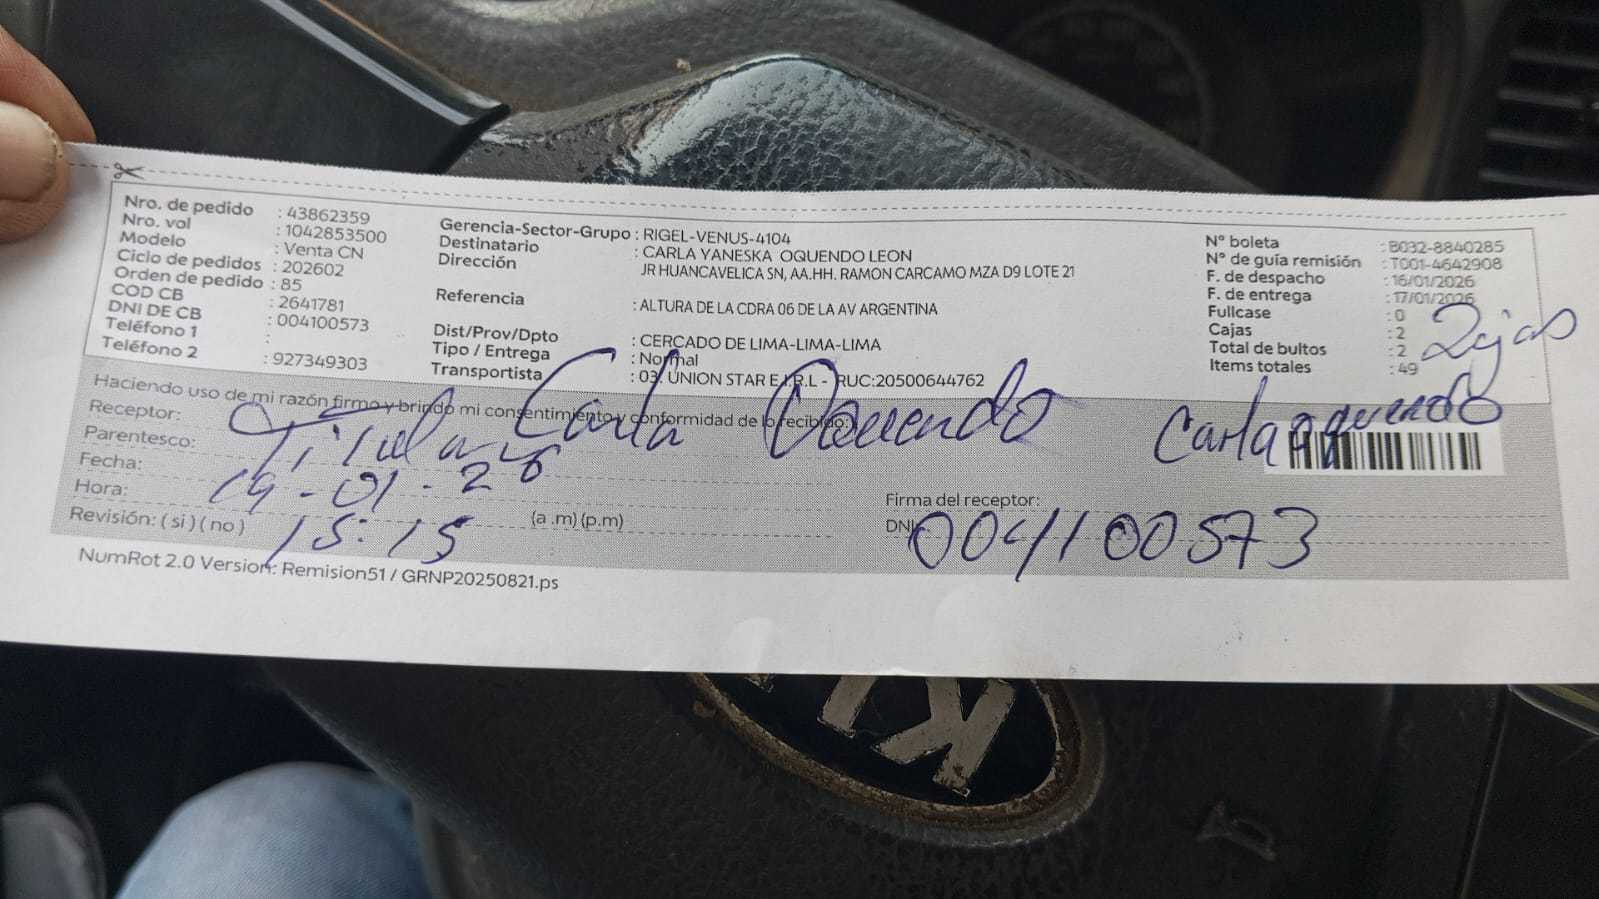 Nro. de pedido : 43862359
Nro. vol : 1042853500
Modelo : Venta CN
Ciclo de pedidos : 202602
Orden de pedido : 85
COD CB : 2641781
DNI DE CB : 004100573
Teléfono 1 :
Teléfono 2 : 927349303
Gerencia-Sector-Grupo : RIGEL-VENUS-4104
Destinatario : CARLA YANESKA OQUENDO LEON
Dirección JR HUANCAVELICA SN, AA.HH. RAMON CARCAMO MZA D9 LOTE 21
Referencia : ALTURA DE LA CDRA 06 DE LA AV ARGENTINA
Dist/Prov/Dpto : CERCADO DE LIMA-LIMA-LIMA
Tipo / Entrega : Normal
Transportista : 03. UNION STAR E.I.R.L - RUC:20500644762
N° boleta : B032-8840285
N° de guía remisión : T001-4642908
F. de despacho : 16/01/2026
F. de entrega : 17/01/2026
Fullcase : 0
Cajas : 2
Total de bultos : 2
Items totales : 49
2cjas
Haciendo uso de mi razón firmo y brindo mi consentimiento y conformidad de lo recibido:
Receptor: Carla Oquendo
Carla oquendo
Parentesco: Titular
Fecha: 19-01-26
Hora: 15:15 (a .m) (p.m)
Revisión: ( si ) ( no )
Firma del receptor:
DNI: 004100573
NumRot 2.0 Version: Remision51 / GRNP20250821.ps
KIA